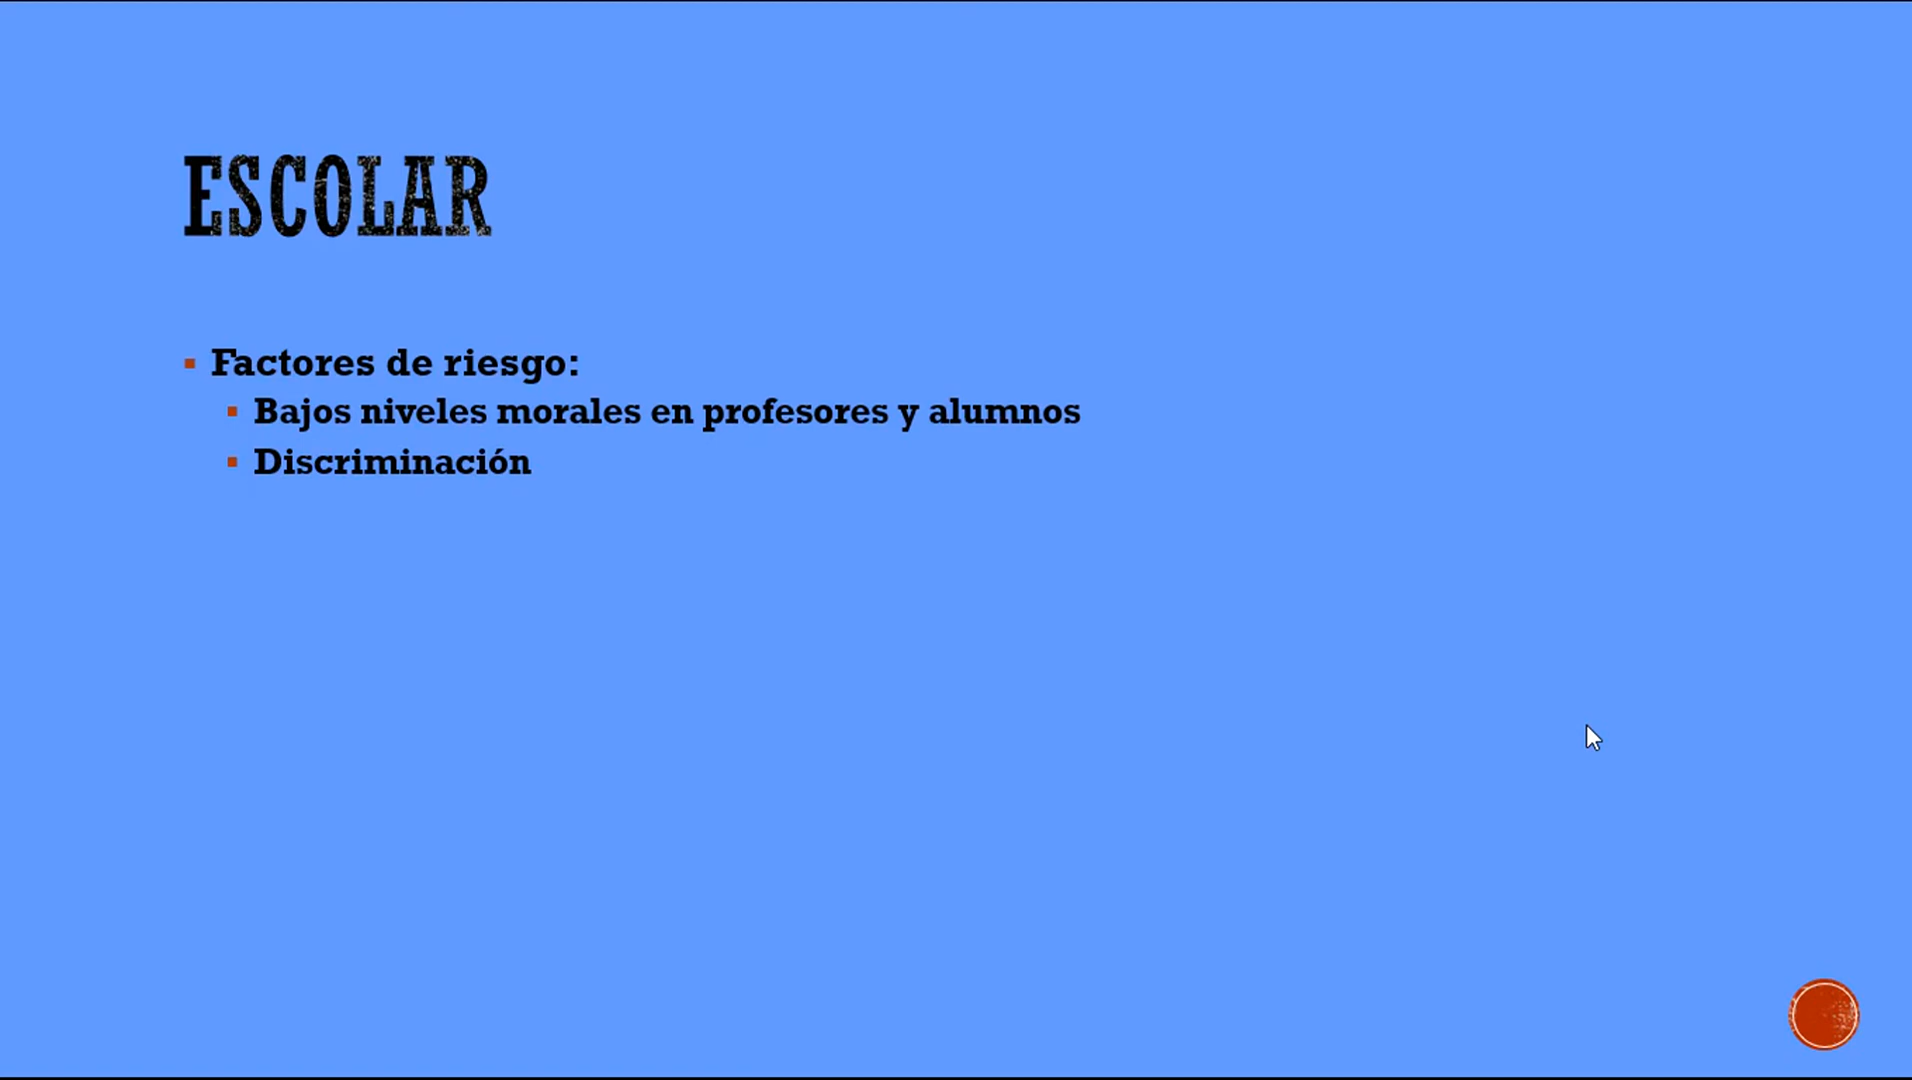 ESCOLAR
Factores de riesgo:
Bajos niveles morales en profesores y alumnos
Discriminación